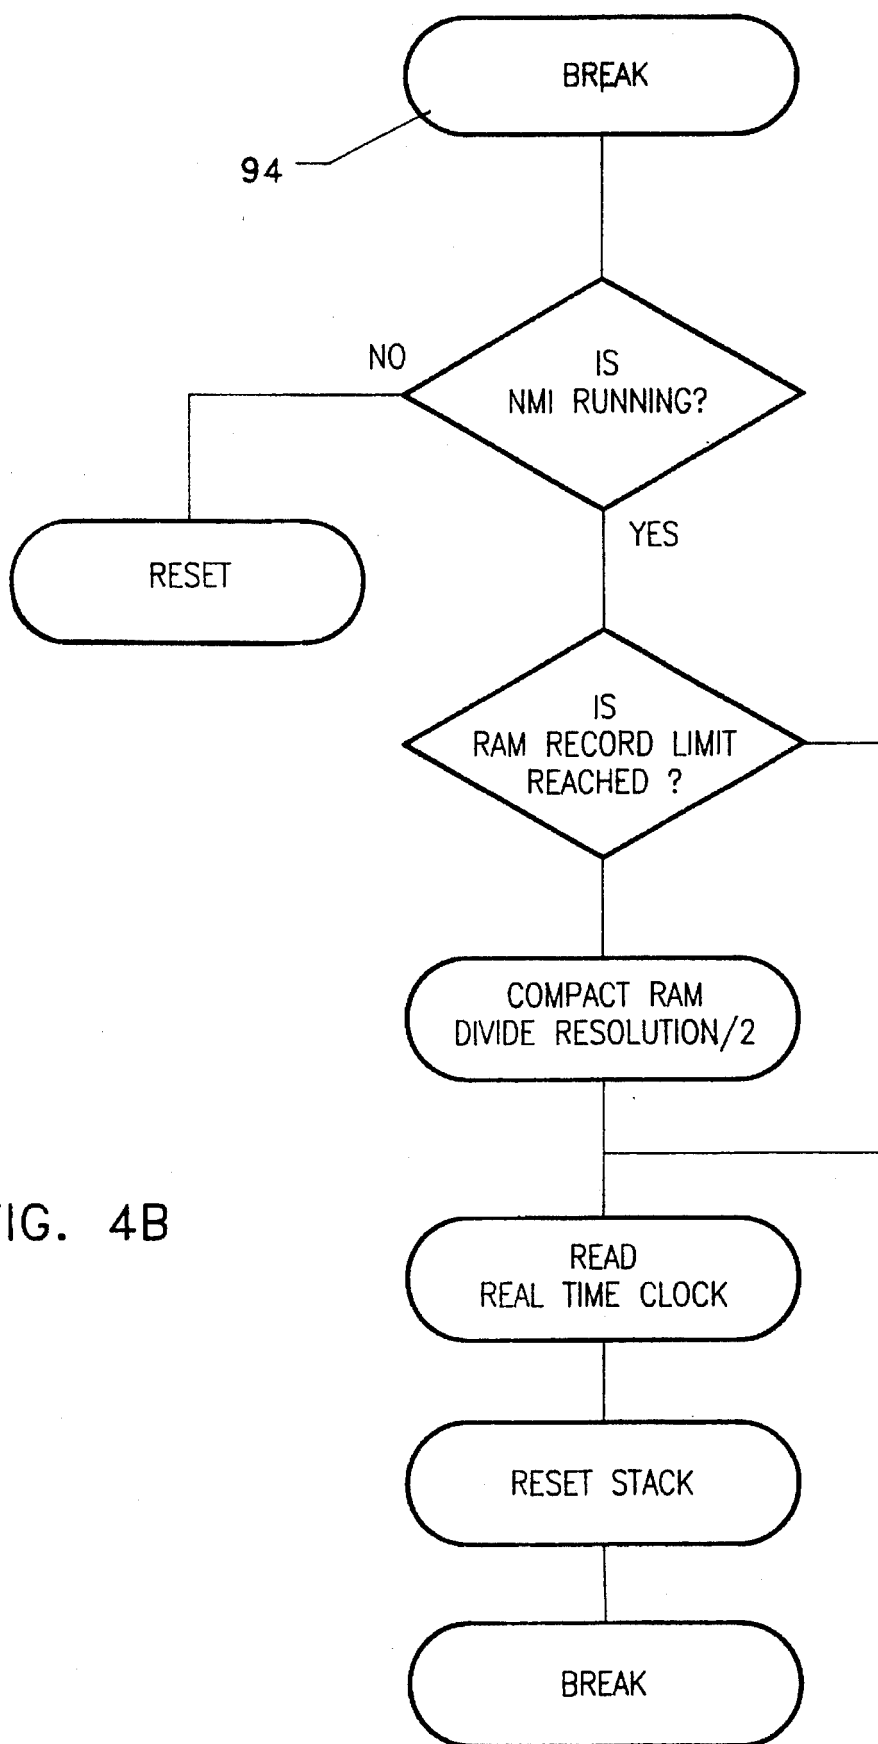 BREAK
94
IS
NMI RUNNING?
NO
YES
RESET
IS
RAM RECORD LIMIT
REACHED ?
COMPACT RAM
DIVIDE RESOLUTION/2
IG. 4B
READ
REAL TIME CLOCK
RESET STACK
BREAK